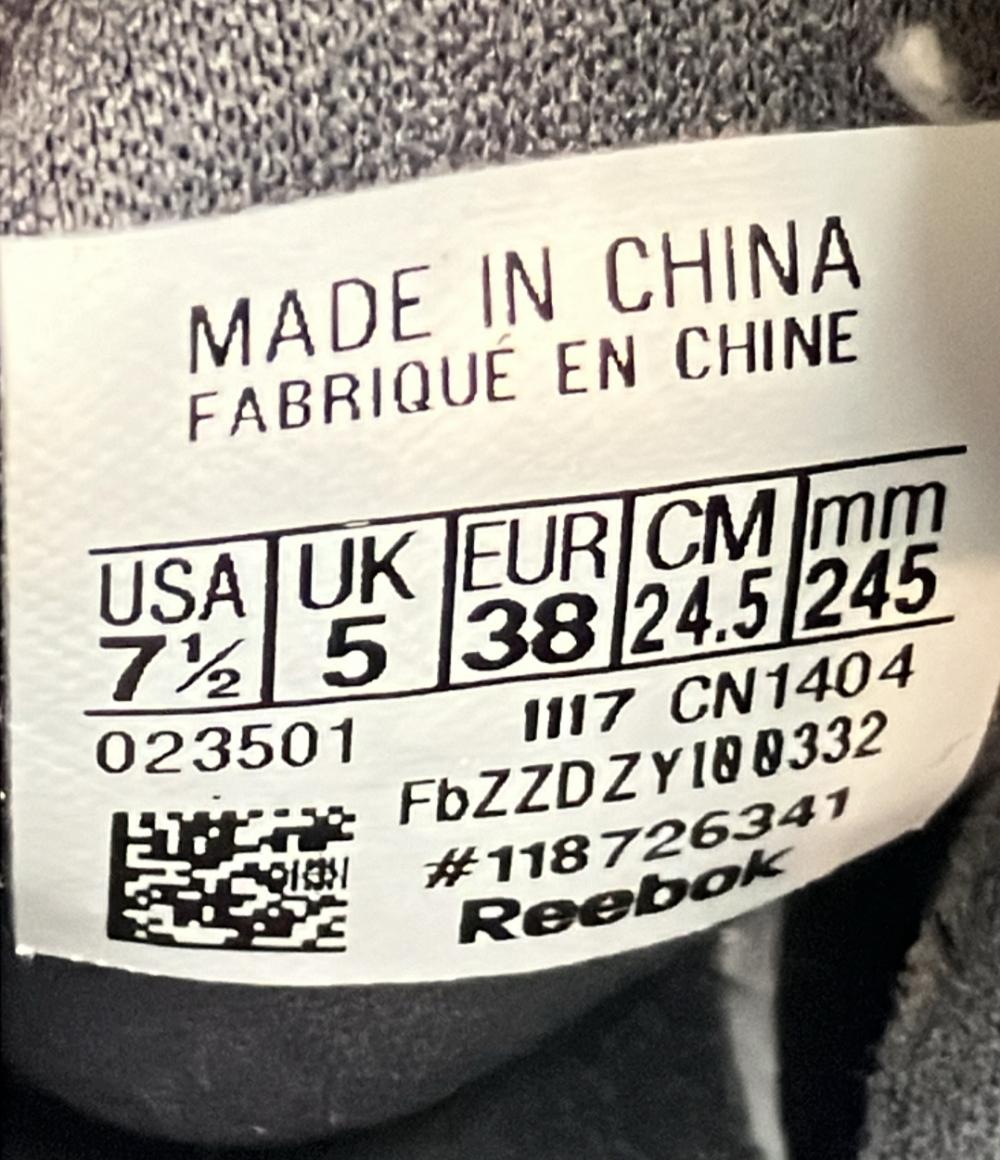 MADE IN CHINA
FABRIQUÉ EN CHINE
USA UK EUR CM mm
7½ 5 38 24.5 245
023501 1117 CN1404
FbZZDZYI00332
#118726341
Reebok